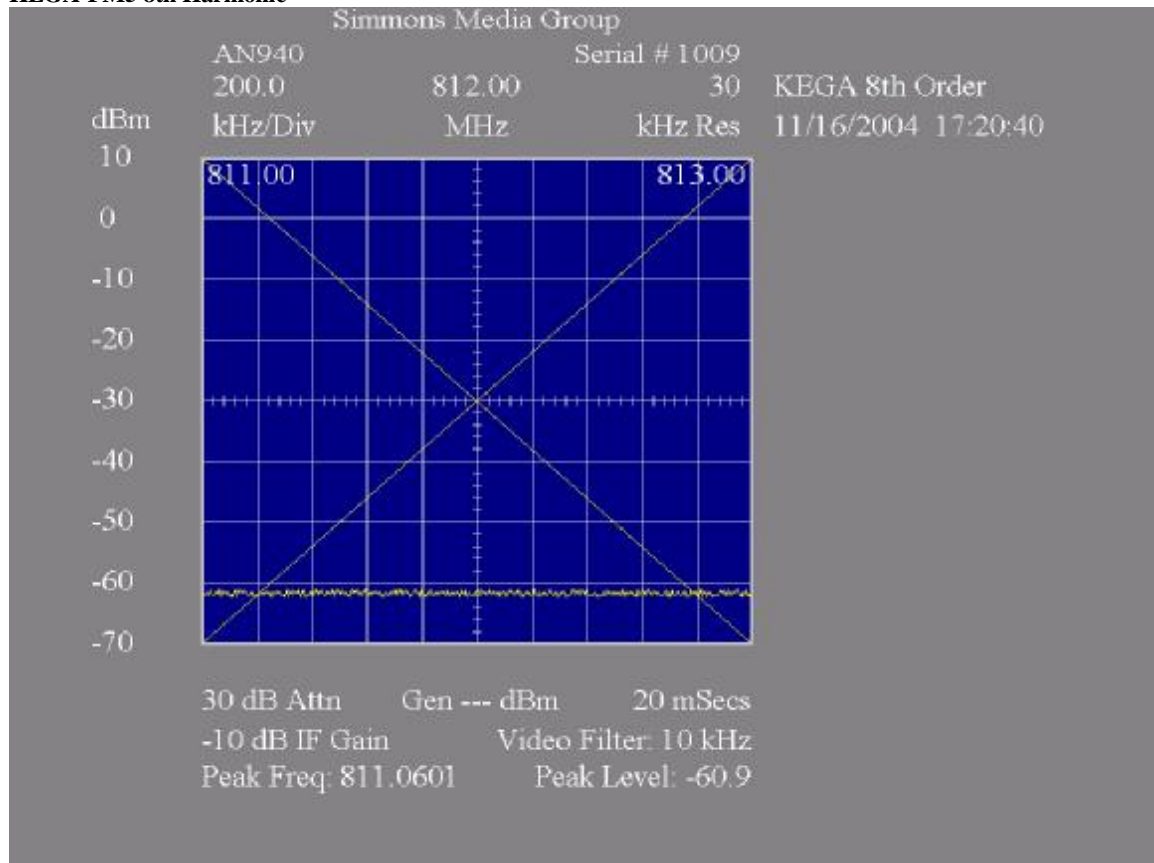 Simmons Media Group
AN940 Serial # 1009
200.0 812.00 30 KEGA 8th Order
dBm kHz/Div MHz kHz Res 11/16/2004 17:20:40
10
811.00 813.00
0
-10
-20
-30
-40
-50
-60
-70
30 dB Attn Gen --- dBm 20 mSecs
-10 dB IF Gain Video Filter: 10 kHz
Peak Freq: 811.0601 Peak Level: -60.9